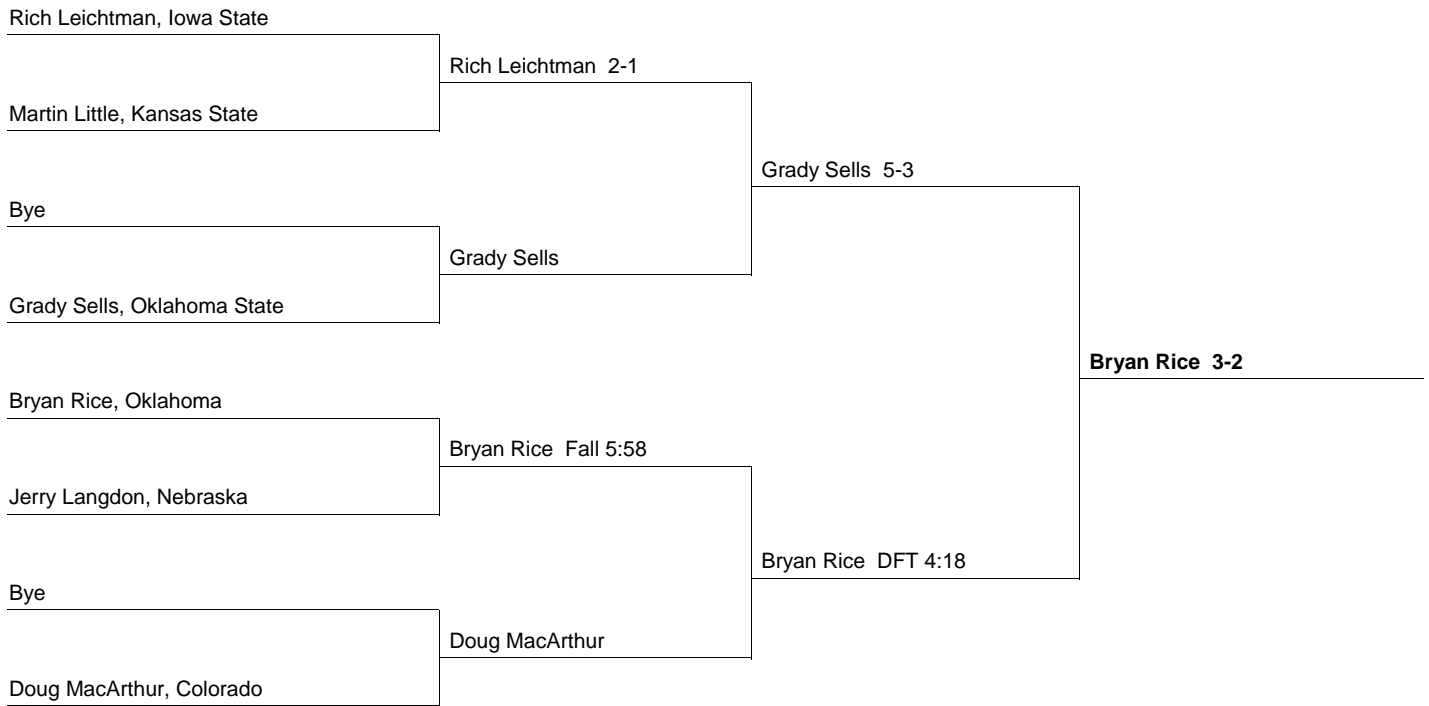 Rich Leichtman, Iowa State
Rich Leichtman 2-1
Martin Little, Kansas State
Grady Sells 5-3
Bye
Grady Sells
Grady Sells, Oklahoma State
Bryan Rice 3-2
Bryan Rice, Oklahoma
Bryan Rice Fall 5:58
Jerry Langdon, Nebraska
Bryan Rice DFT 4:18
Bye
Doug MacArthur
Doug MacArthur, Colorado